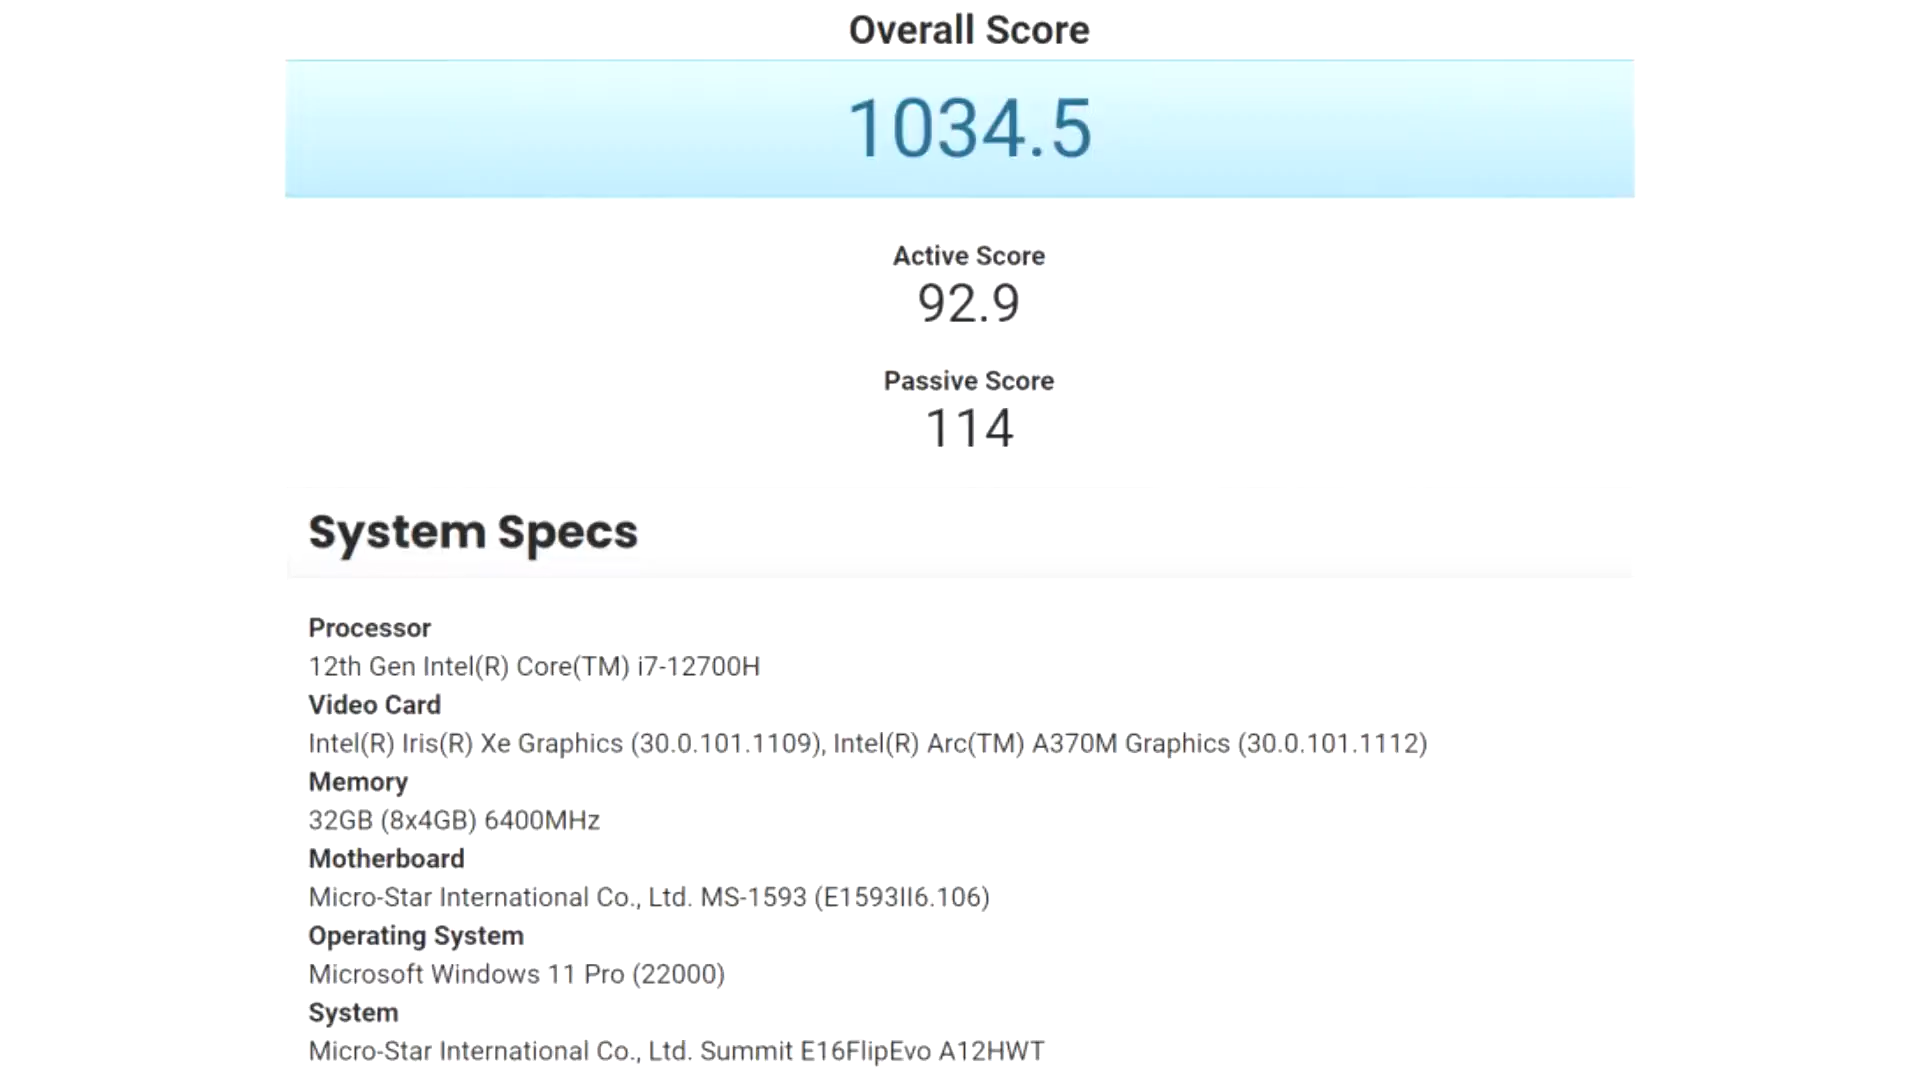 Overall Score
1034.5
Active Score
92.9
Passive Score
114
System Specs
Processor
12th Gen Intel(R) Core(TM) i7-12700H
Video Card
Intel(R) Iris(R) Xe Graphics (30.0.101.1109), Intel(R) Arc(TM) A370M Graphics (30.0.101.1112)
Memory
32GB (8x4GB) 6400MHz
Motherboard
Micro-Star International Co., Ltd. MS-1593 (E1593II6.106)
Operating System
Microsoft Windows 11 Pro (22000)
System
Micro-Star International Co., Ltd. Summit E16FlipEvo A12HWT